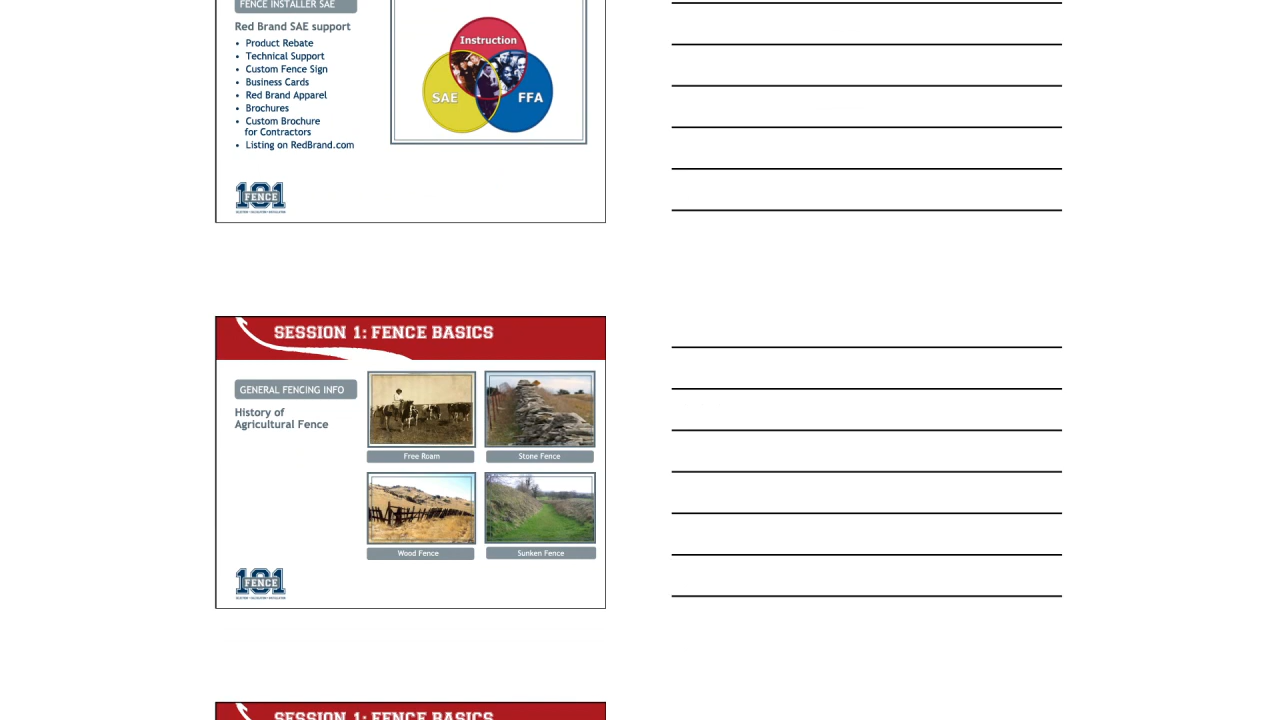 FENCE INSTALLER SAE
Red Brand SAE support
• Product Rebate
• Technical Support
• Custom Fence Sign
• Business Cards
• Red Brand Apparel
• Brochures
• Custom Brochure
for Contractors
• Listing on RedBrand.com
Instruction
SAE
FFA
101
FENCE
SESSION 1: FENCE BASICS
GENERAL FENCING INFO
History of
Agricultural Fence
Free Roam
Stone Fence
Wood Fence
Sunken Fence
101
FENCE
SESSION 1: FENCE BASICS